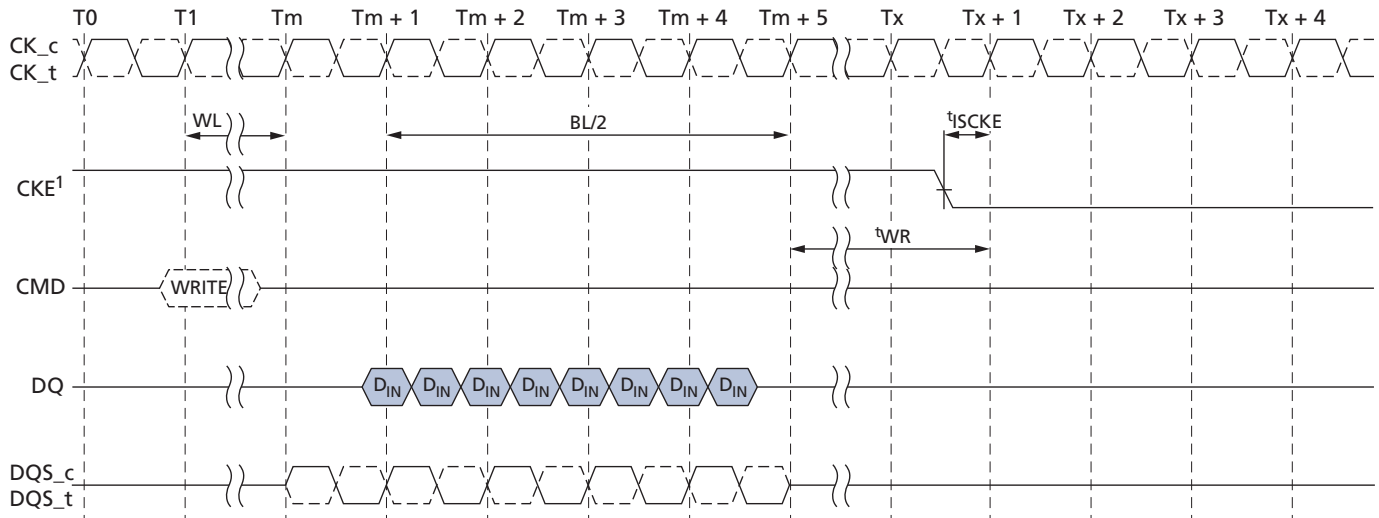 T0 T1 Tm Tm + 1 Tm + 2 Tm + 3 Tm + 4 Tm + 5 Tx Tx + 1 Tx + 2 Tx + 3 Tx + 4
CK_c
CK_t
WL BL/2 tISCKE
CKE1
tWR
CMD WRITE
DQ DIN DIN DIN DIN DIN DIN DIN DIN
DQS_c
DQS_t